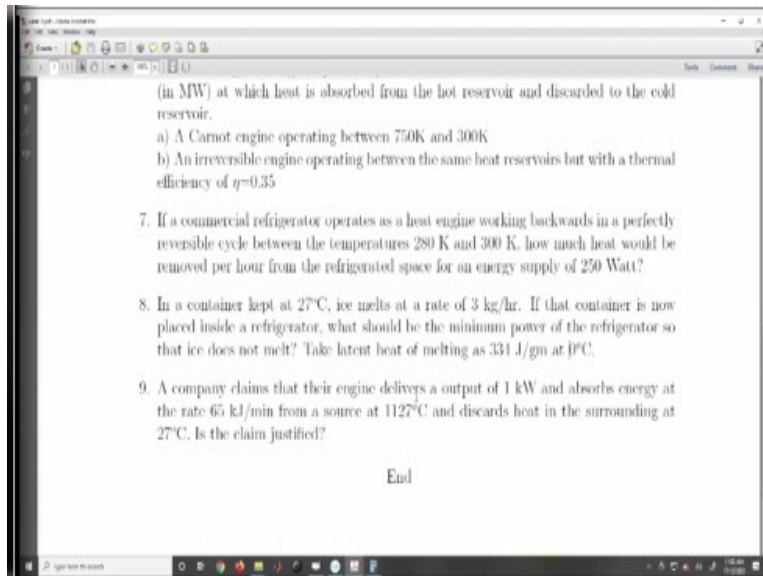 Tools Comment Share
(in MW) at which heat is absorbed from the hot reservoir and discarded to the cold
reservoir.
a) A Carnot engine operating between 750K and 300K
b) An irreversible engine operating between the same heat reservoirs but with a thermal
efficiency of η=0.35
7. If a commercial refrigerator operates as a heat engine working backwards in a perfectly
reversible cycle between the temperatures 280 K and 300 K, how much heat would be
removed per hour from the refrigerated space for an energy supply of 250 Watt?
8. In a container kept at 27°C, ice melts at a rate of 3 kg/hr. If that container is now
placed inside a refrigerator, what should be the minimum power of the refrigerator so
that ice does not melt? Take latent heat of melting as 334 J/gm at 0°C.
9. A company claims that their engine delivers a output of 1 kW and absorbs energy at
the rate 65 kJ/min from a source at 1127°C and discards heat in the surrounding at
27°C. Is the claim justified?
End
Type here to search